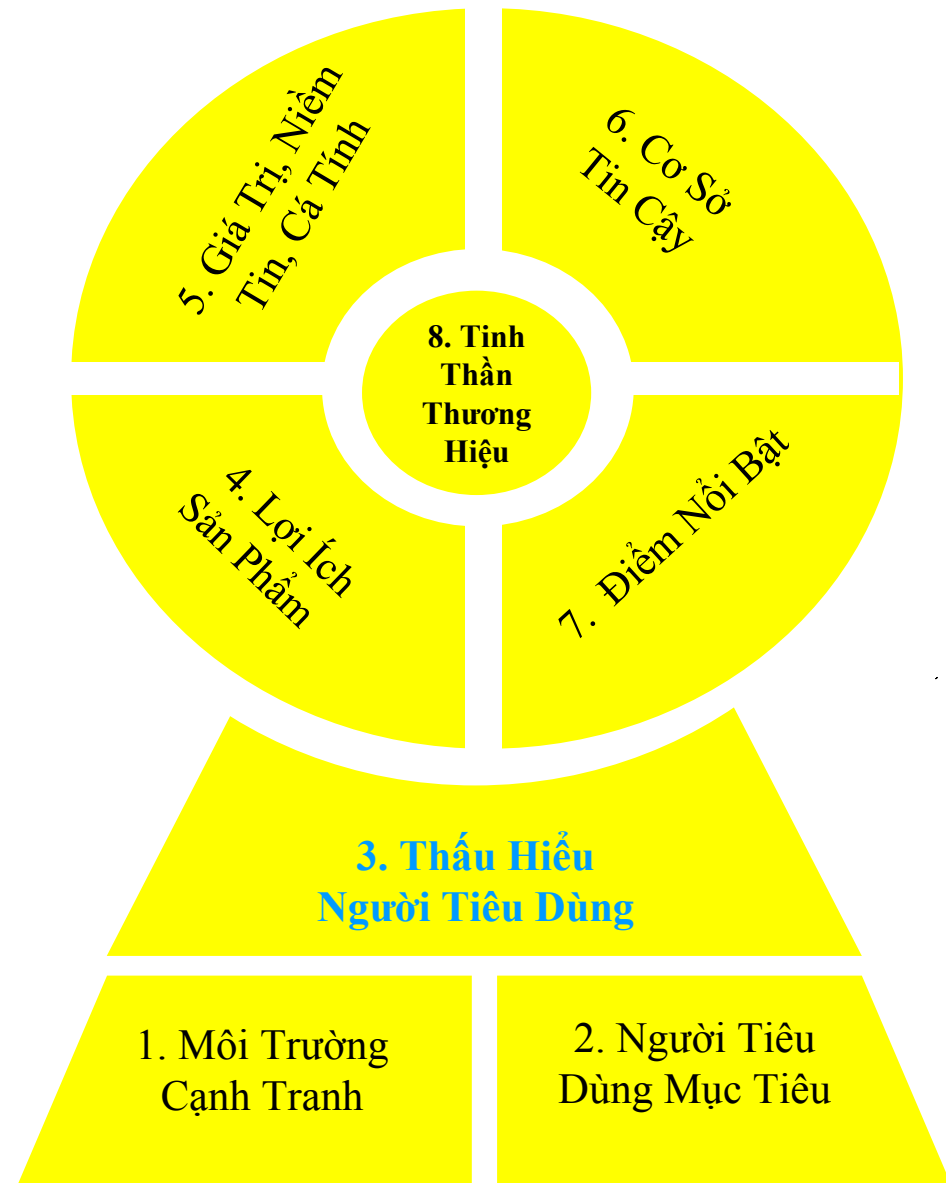 5. Giá Trị, Niềm
Tin, Cá Tính
6. Cơ Sở
Tin Cậy
8. Tinh
Thần
Thương
Hiệu
4. Lợi Ích
Sản Phẩm
7. Điểm Nổi Bật
3. Thấu Hiểu
Người Tiêu Dùng
1. Môi Trường
Cạnh Tranh
2. Người Tiêu
Dùng Mục Tiêu